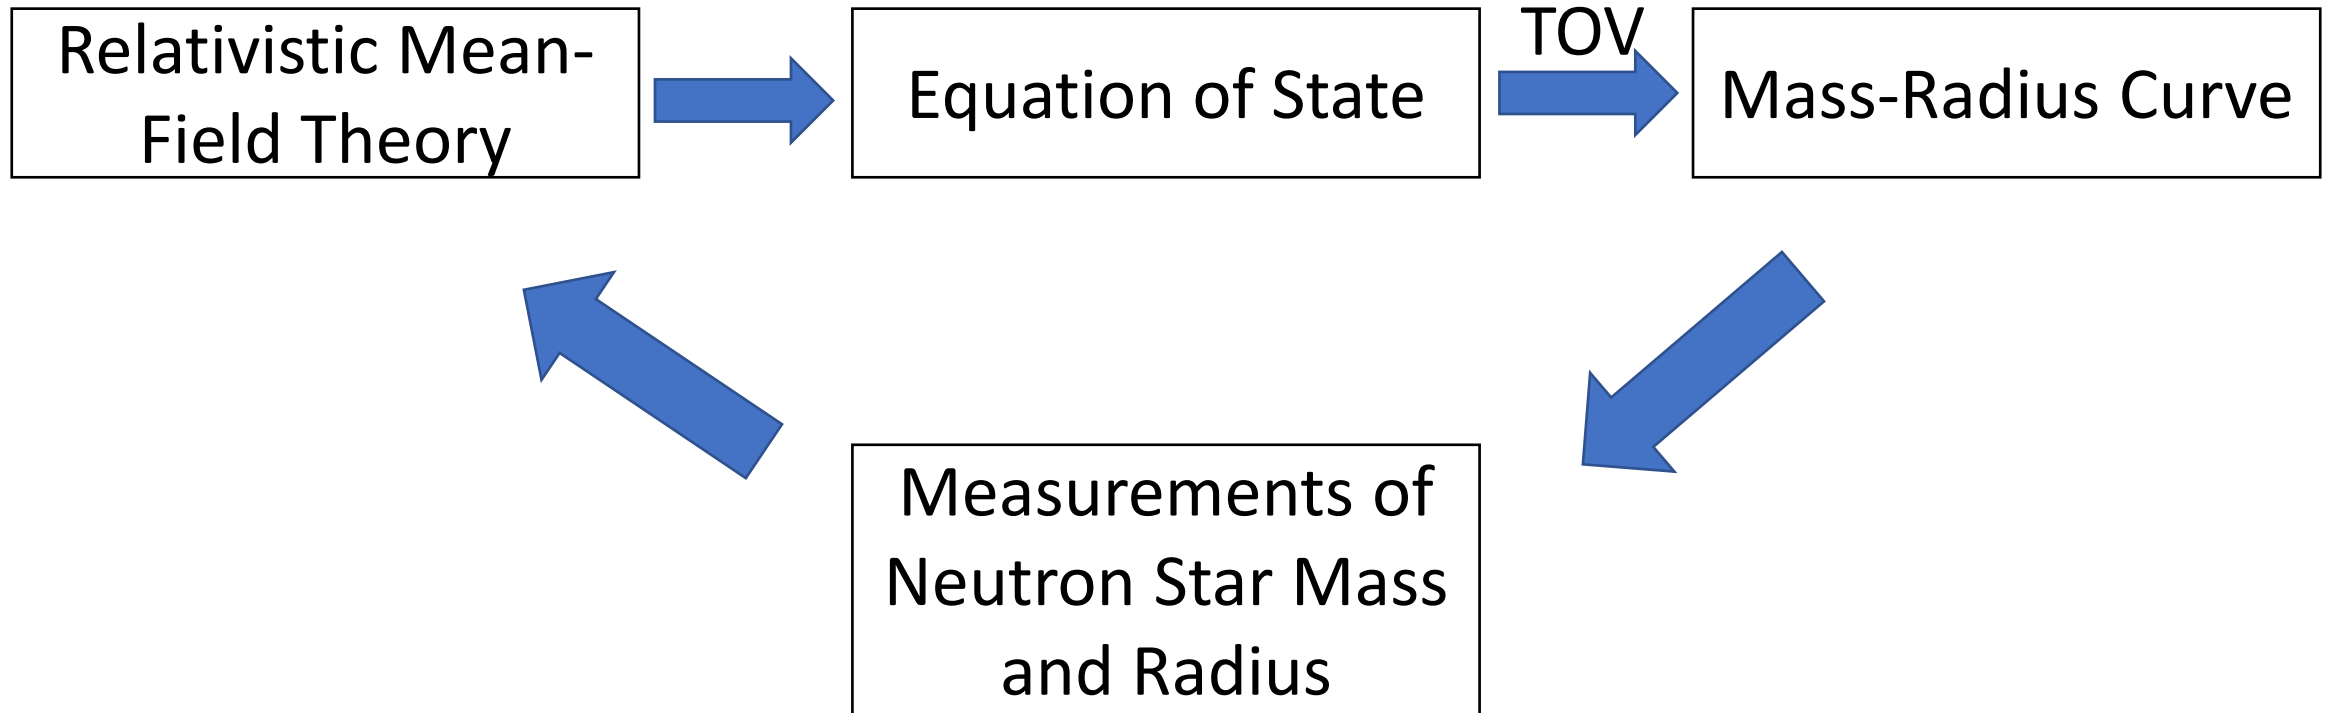 Relativistic Mean-
Field Theory
Equation of State
TOV
Mass-Radius Curve
Measurements of
Neutron Star Mass
and Radius